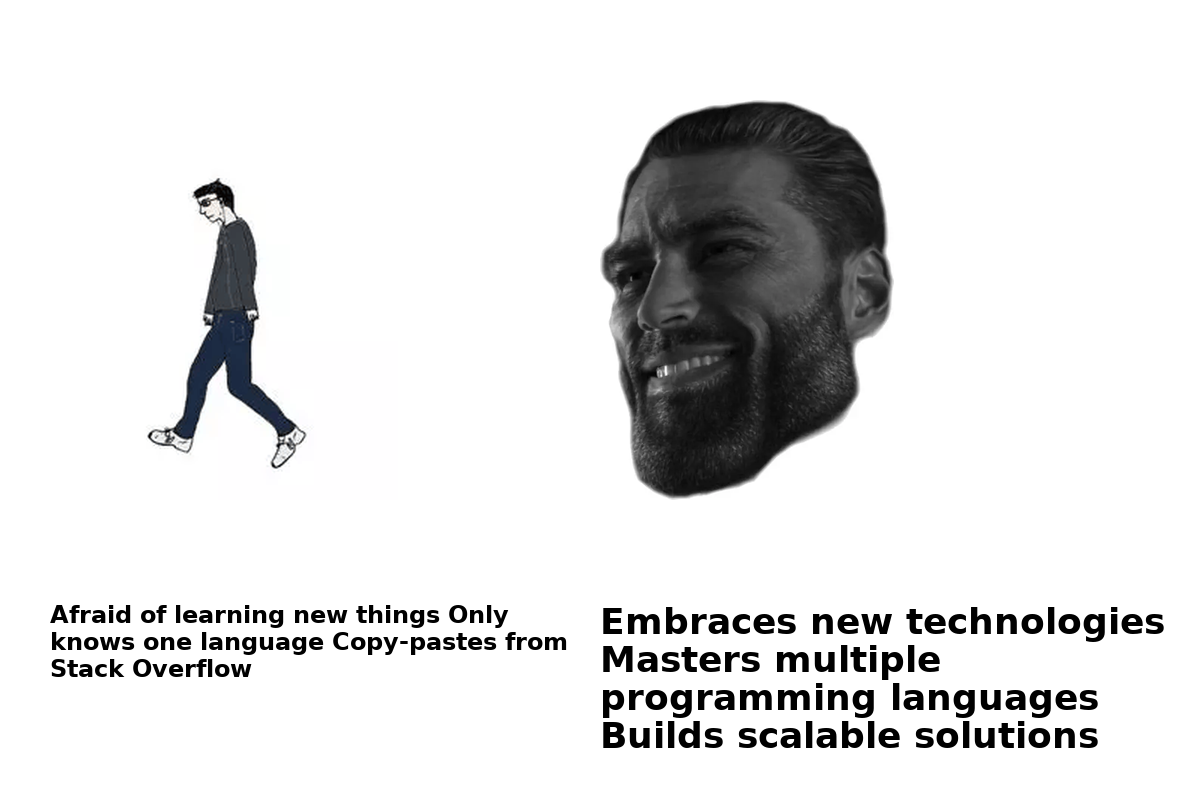 Afraid of learning new things Only
knows one language Copy-pastes from
Stack Overflow
Embraces new technologies
Masters multiple
programming languages
Builds scalable solutions